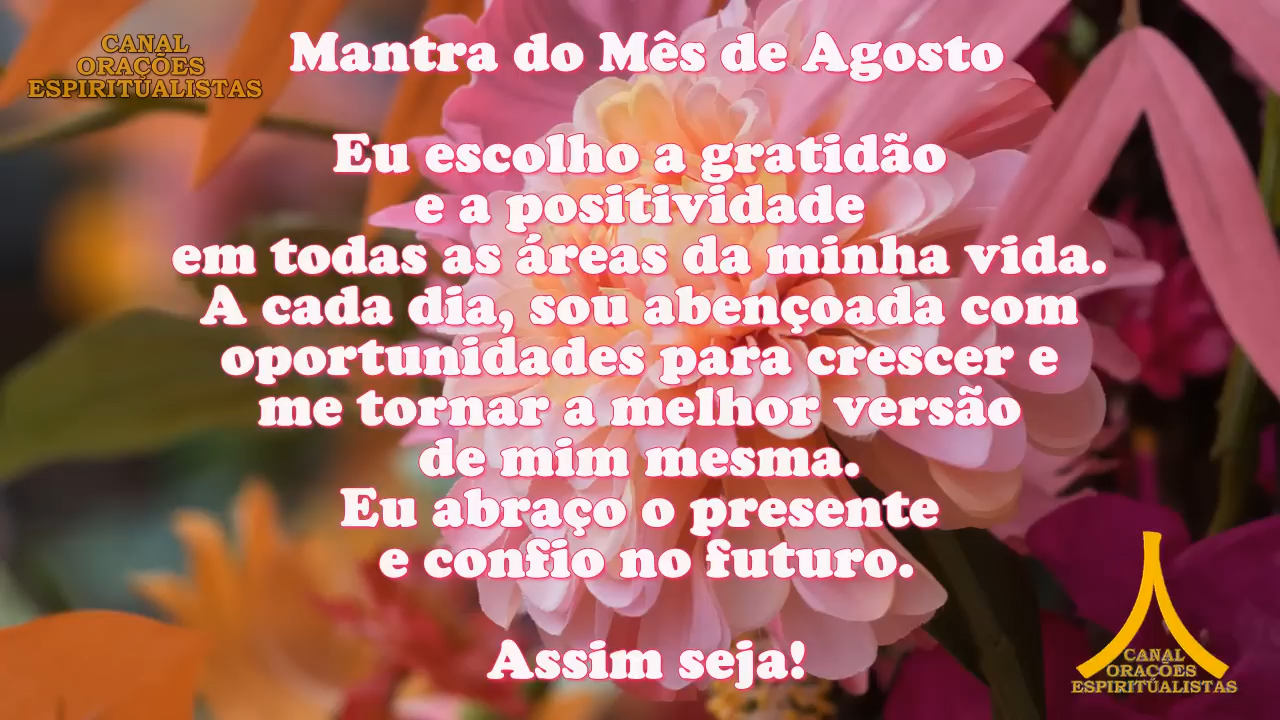 CANAL
ORAÇÕES
ESPIRITUALISTAS
Mantra do Mês de Agosto
Eu escolho a gratidão
e a positividade
em todas as áreas da minha vida.
A cada dia, sou abençoada com
oportunidades para crescer e
me tornar a melhor versão
de mim mesma.
Eu abraço o presente
e confio no futuro.
Assim seja!
CANAL
ORAÇÕES
ESPIRITUALISTAS